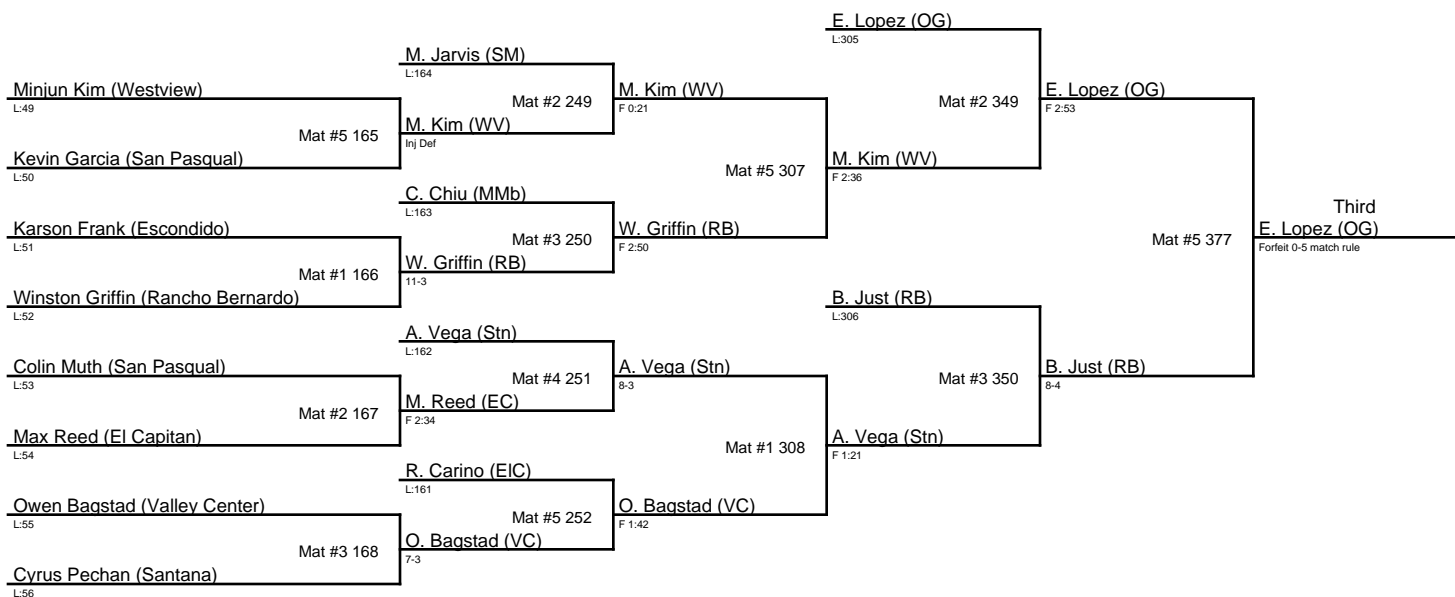 E. Lopez (OG)
L:305
M. Jarvis (SM)
L:164
Minjun Kim (Westview)
L:49
Mat #2 249
M. Kim (WV)
F 0:21
Mat #2 349
E. Lopez (OG)
F 2:53
Mat #5 165
M. Kim (WV)
Inj Def
Kevin Garcia (San Pasqual)
L:50
Mat #5 307
M. Kim (WV)
F 2:36
C. Chiu (MMb)
L:163
Karson Frank (Escondido)
L:51
Mat #3 250
W. Griffin (RB)
F 2:50
Mat #5 377
Third
E. Lopez (OG)
Forfeit 0-5 match rule
Mat #1 166
W. Griffin (RB)
11-3
Winston Griffin (Rancho Bernardo)
L:52
B. Just (RB)
L:306
A. Vega (Stn)
L:162
Colin Muth (San Pasqual)
L:53
Mat #4 251
A. Vega (Stn)
8-3
Mat #3 350
B. Just (RB)
8-4
Mat #2 167
M. Reed (EC)
F 2:34
Max Reed (El Capitan)
L:54
Mat #1 308
A. Vega (Stn)
F 1:21
R. Carino (ElC)
L:161
Owen Bagstad (Valley Center)
L:55
Mat #5 252
O. Bagstad (VC)
F 1:42
Mat #3 168
O. Bagstad (VC)
7-3
Cyrus Pechan (Santana)
L:56